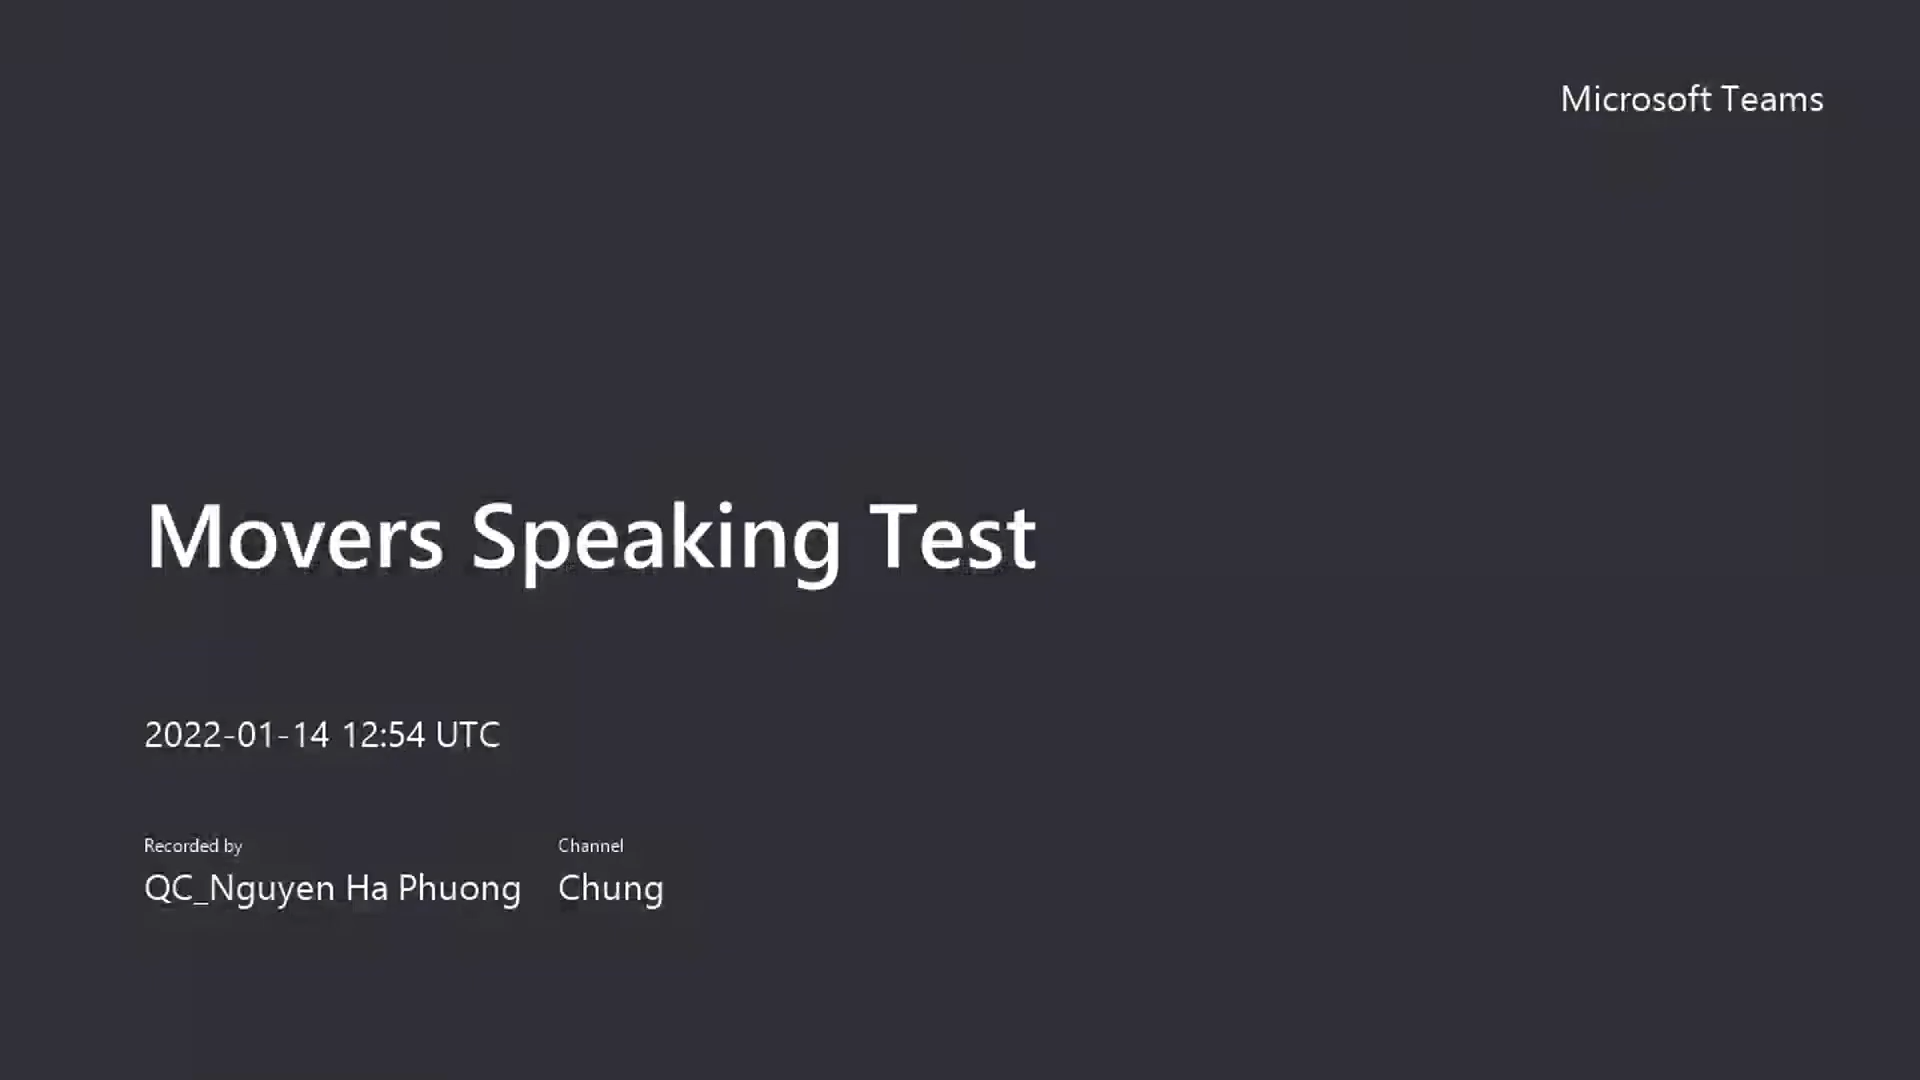 Microsoft Teams
Movers Speaking Test
2022-01-14 12:54 UTC
Recorded by
Channel
QC_Nguyen Ha Phuong
Chung